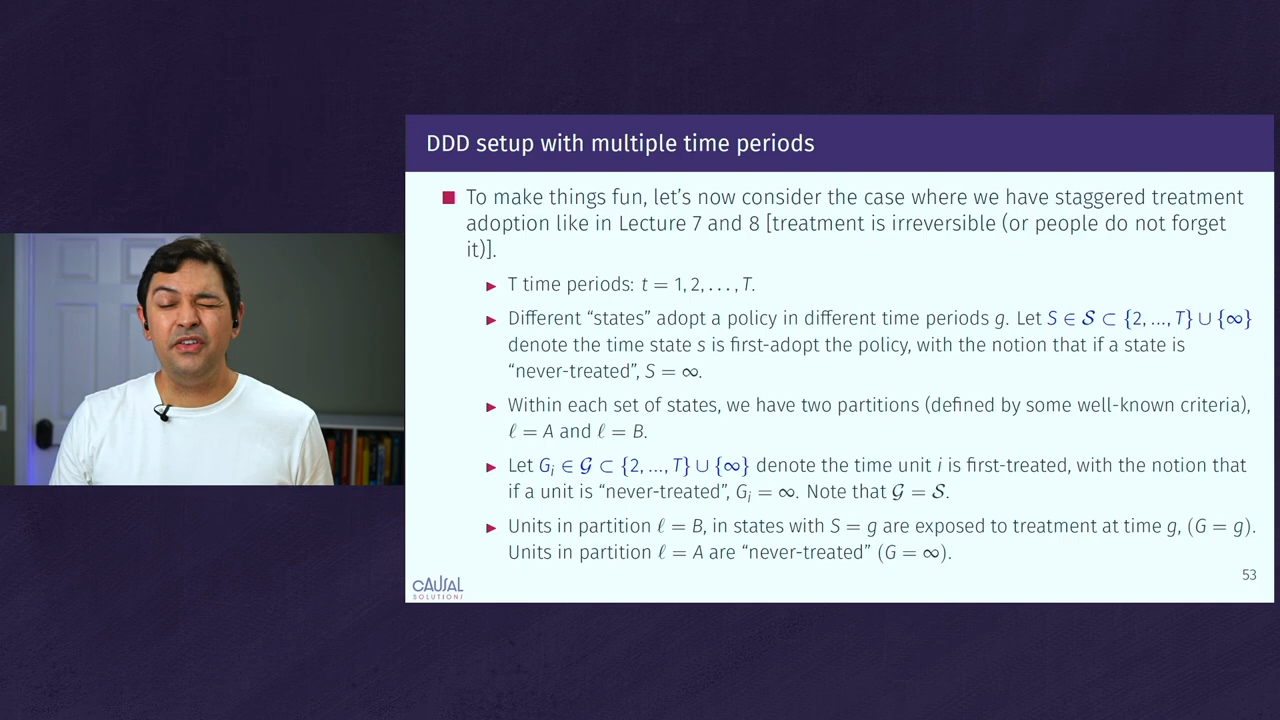 DDD setup with multiple time periods
■ To make things fun, let's now consider the case where we have staggered treatment
adoption like in Lecture 7 and 8 [treatment is irreversible (or people do not forget
it)].
▶ T time periods: t = 1, 2, . . . , T.
▶ Different “states” adopt a policy in different time periods g. Let S ∈ 𝒮 ⊂ {2, ..., T} ∪ {∞}
denote the time state s is first-adopt the policy, with the notion that if a state is
“never-treated”, S = ∞.
▶ Within each set of states, we have two partitions (defined by some well-known criteria),
ℓ = A and ℓ = B.
▶ Let Gᵢ ∈ 𝒢 ⊂ {2, ..., T} ∪ {∞} denote the time unit i is first-treated, with the notion that
if a unit is “never-treated”, Gᵢ = ∞. Note that 𝒢 = 𝒮.
▶ Units in partition ℓ = B, in states with S = g are exposed to treatment at time g, (G = g).
Units in partition ℓ = A are “never-treated” (G = ∞).
53
CAUSAL
SOLUTIONS